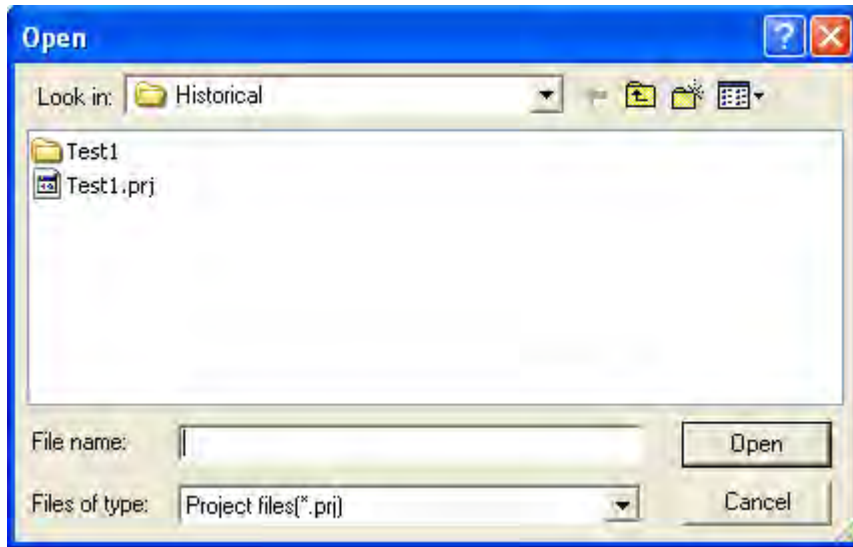 Open
Look in: Historical
Test1
Test1.prj
File name: Open
Files of type: Project files(*.prj) Cancel